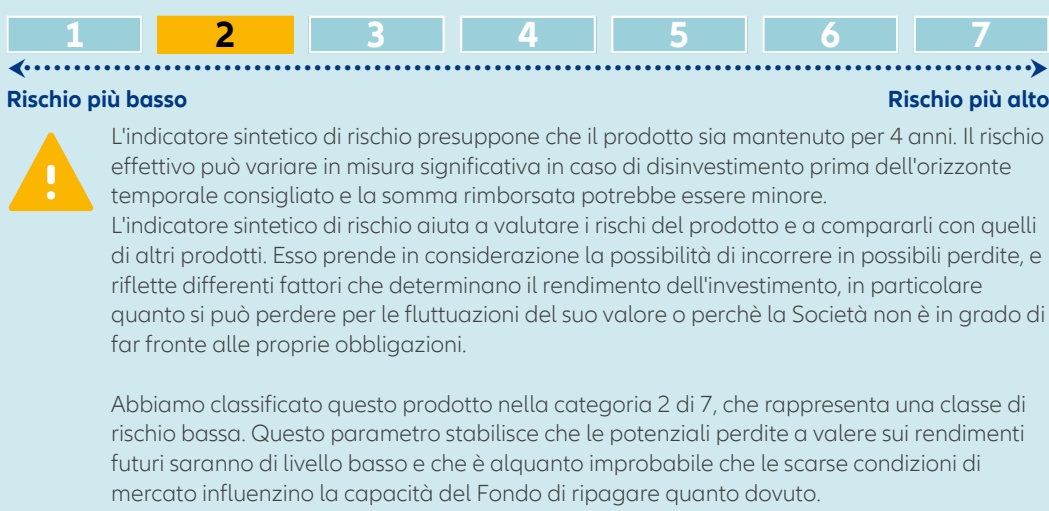 1 2 3 4 5 6 7
Rischio più basso Rischio più alto
L'indicatore sintetico di rischio presuppone che il prodotto sia mantenuto per 4 anni. Il rischio
effettivo può variare in misura significativa in caso di disinvestimento prima dell'orizzonte
temporale consigliato e la somma rimborsata potrebbe essere minore.
L'indicatore sintetico di rischio aiuta a valutare i rischi del prodotto e a compararli con quelli
di altri prodotti. Esso prende in considerazione la possibilità di incorrere in possibili perdite, e
riflette differenti fattori che determinano il rendimento dell'investimento, in particolare
quanto si può perdere per le fluttuazioni del suo valore o perchè la Società non è in grado di
far fronte alle proprie obbligazioni.
Abbiamo classificato questo prodotto nella categoria 2 di 7, che rappresenta una classe di
rischio bassa. Questo parametro stabilisce che le potenziali perdite a valere sui rendimenti
futuri saranno di livello basso e che è alquanto improbabile che le scarse condizioni di
mercato influenzino la capacità del Fondo di ripagare quanto dovuto.